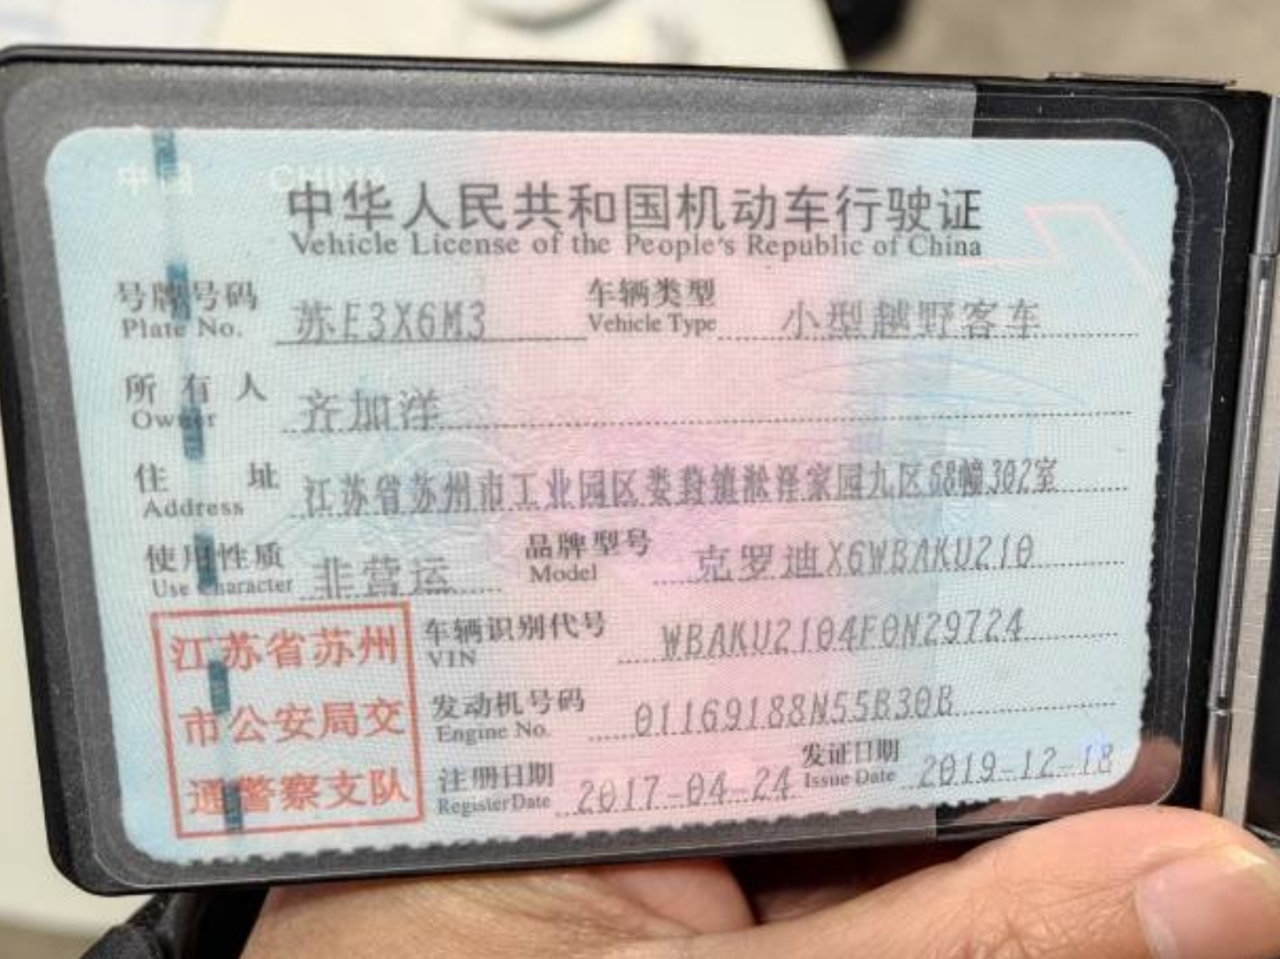 中国 CHINA
中华人民共和国机动车行驶证
Vehicle License of the People's Republic of China
号牌号码 苏E3X6M3 车辆类型 小型越野客车
Plate No. Vehicle Type
所有人 齐加洋
Owner
住址 江苏省苏州市工业园区娄葑镇淞泽家园九区68幢302室
Address
使用性质 非营运 品牌型号 克罗迪X6WBAKU210
Use Character Model
车辆识别代号 WBAKU2104F0N29724
VIN
发动机号码 01169188N55B30B
Engine No.
注册日期 2017-04-24 发证日期 2019-12-18
Register Date Issue Date
江苏省苏州
市公安局交
通警察支队